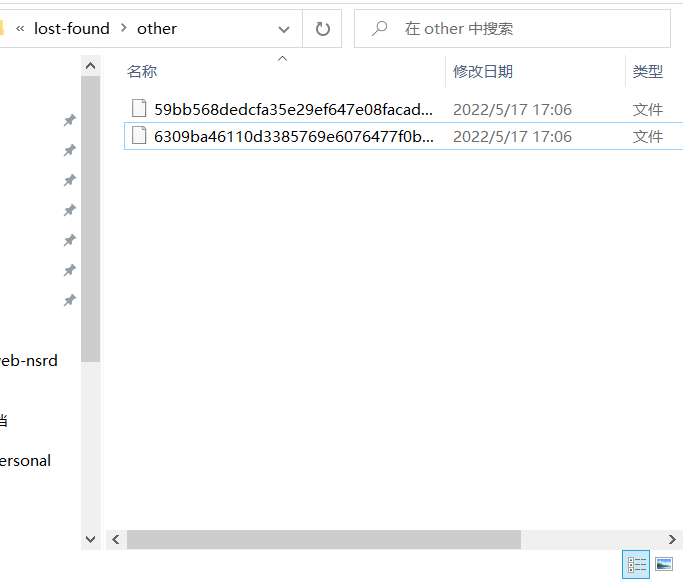 « lost-found > other
在 other 中搜索
名称 修改日期 类型
59bb568dedcfa35e29ef647e08facad... 2022/5/17 17:06 文件
6309ba46110d3385769e6076477f0b... 2022/5/17 17:06 文件
eb-nsrd
ersonal